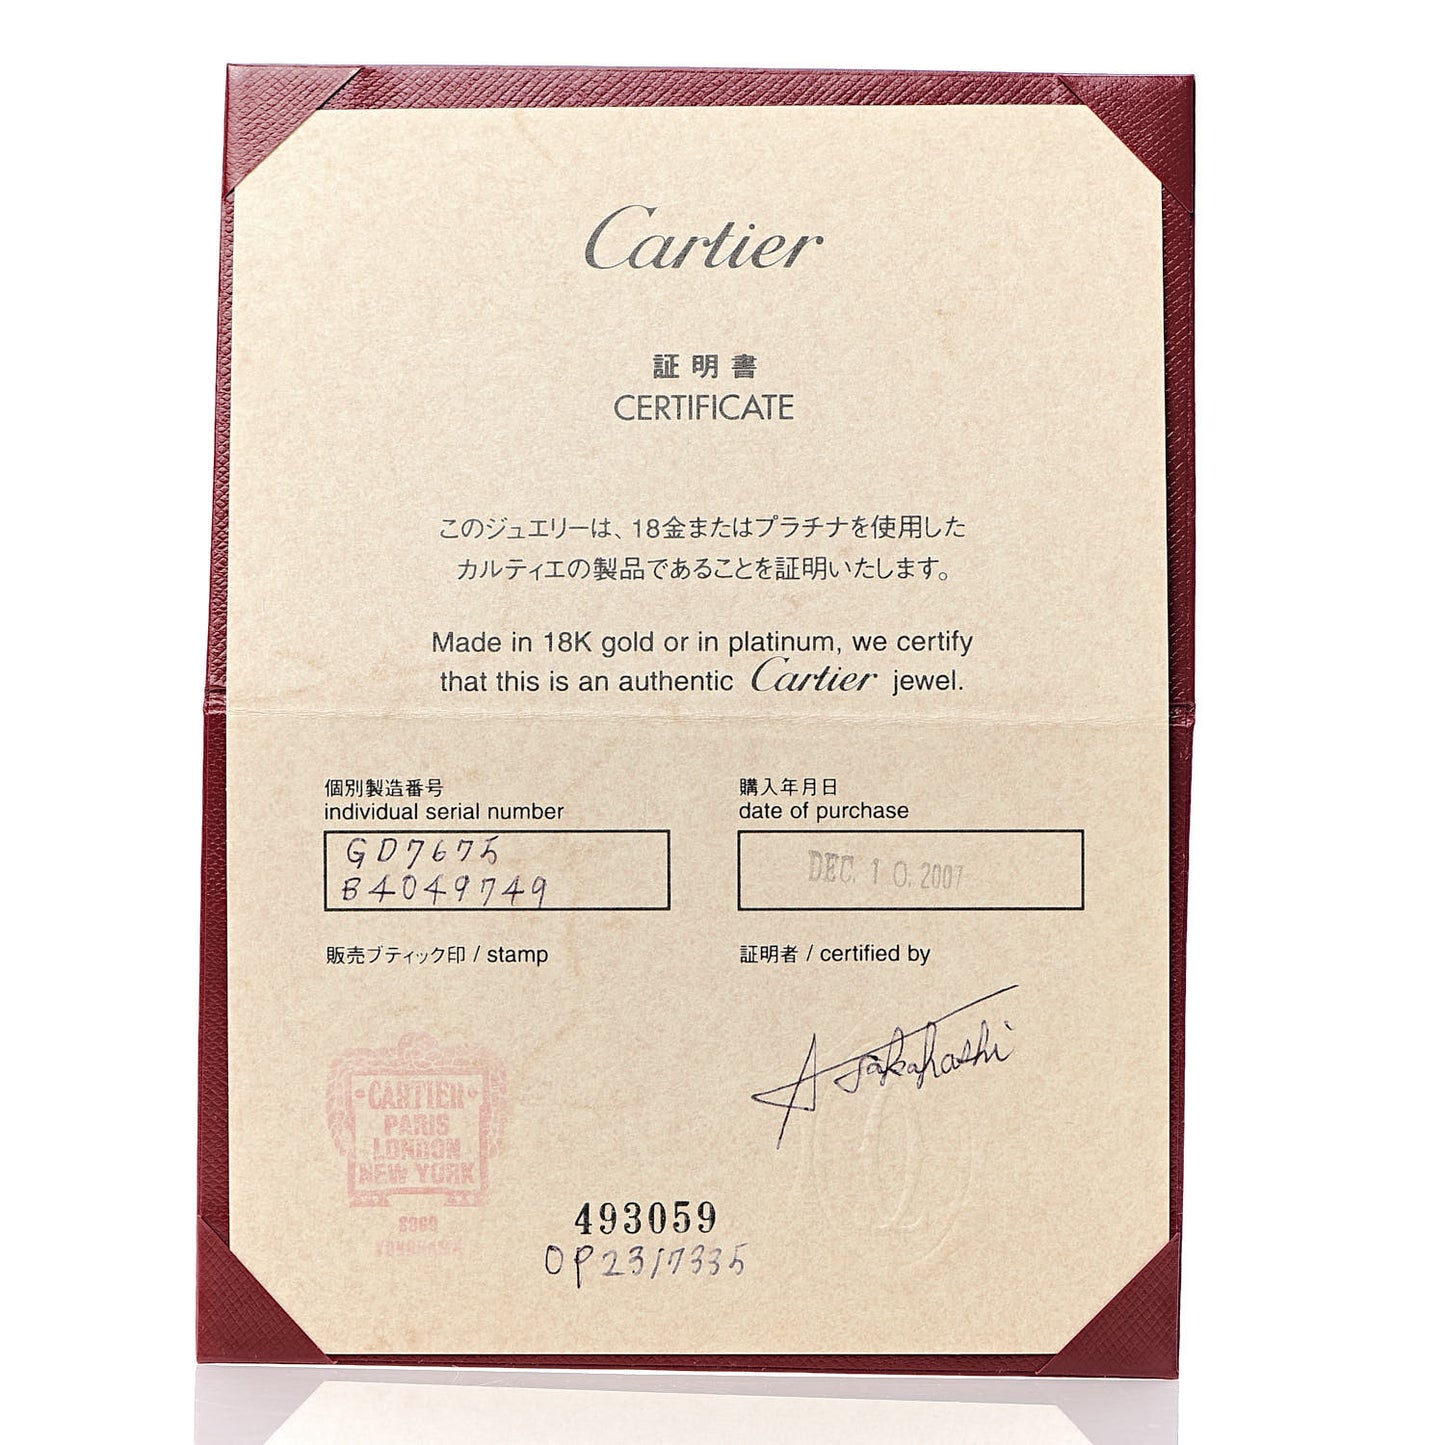 Cartier
証明書
CERTIFICATE
このジュエリーは、18金またはプラチナを使用した
カルティエの製品であることを証明いたします。
Made in 18K gold or in platinum, we certify
that this is an authentic Cartier jewel.
個別製造番号
individual serial number
GD7675
B4049749
購入年月日
date of purchase
DEC. 10. 2007
販売ブティック印 / stamp
CARTIER
PARIS
LONDON
NEW YORK
SOGO
YOKOHAMA
証明者 / certified by
A Takahashi
493059
OP2317335